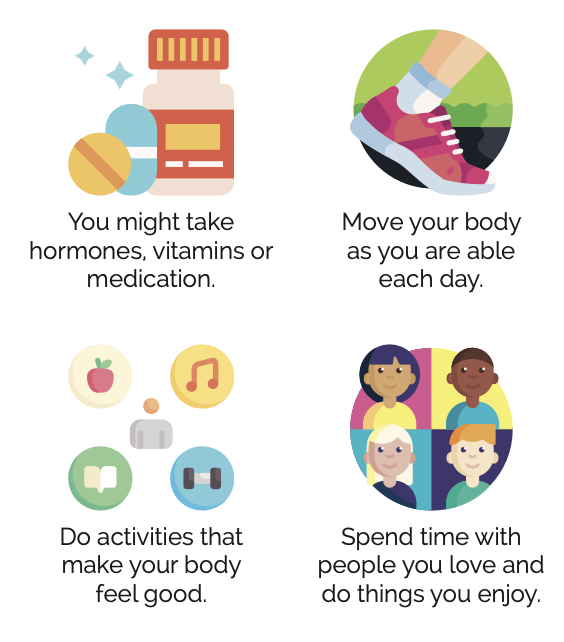 You might take
hormones, vitamins or
medication.
Move your body
as you are able
each day.
Do activities that
make your body
feel good.
Spend time with
people you love and
do things you enjoy.